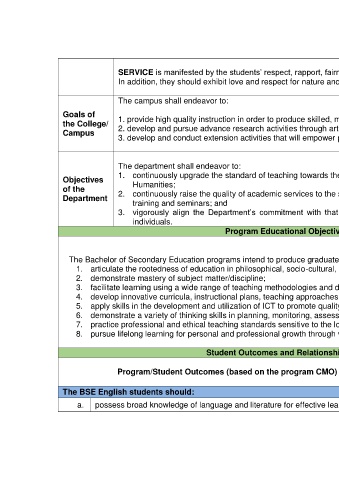 SERVICE is manifested by the students' respect, rapport, fairn
In addition, they should exhibit love and respect for nature and
Goals of
the College/
Campus
The campus shall endeavor to:
1. provide high quality instruction in order to produce skilled, m
2. develop and pursue advance research activities through art
3. develop and conduct extension activities that will empower p
Objectives
of the
Department
The department shall endeavor to:
1. continuously upgrade the standard of teaching towards the
Humanities;
2. continuously raise the quality of academic services to the s
training and seminars; and
3. vigorously align the Department's commitment with that
individuals.
Program Educational Objectiv
The Bachelor of Secondary Education programs intend to produce graduate
1. articulate the rootedness of education in philosophical, socio-cultural,
2. demonstrate mastery of subject matter/discipline;
3. facilitate learning using a wide range of teaching methodologies and d
4. develop innovative curricula, instructional plans, teaching approaches
5. apply skills in the development and utilization of ICT to promote quality
6. demonstrate a variety of thinking skills in planning, monitoring, assess
7. practice professional and ethical teaching standards sensitive to the lo
8. pursue lifelong learning for personal and professional growth through v
Student Outcomes and Relationshi
Program/Student Outcomes (based on the program CMO)
The BSE English students should:
a. possess broad knowledge of language and literature for effective lea